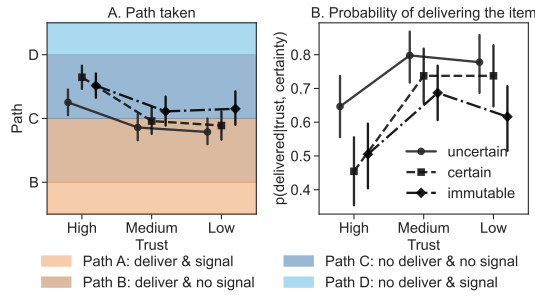 A. Path taken
D
C
B
Path
High
Medium
Low
Trust
B. Probability of delivering the item
0.8
0.7
0.6
0.5
0.4
p(delivered|trust, certainty)
uncertain
certain
immutable
High
Medium
Low
Trust
Path A: deliver & signal
Path B: deliver & no signal
Path C: no deliver & no signal
Path D: no deliver & signal